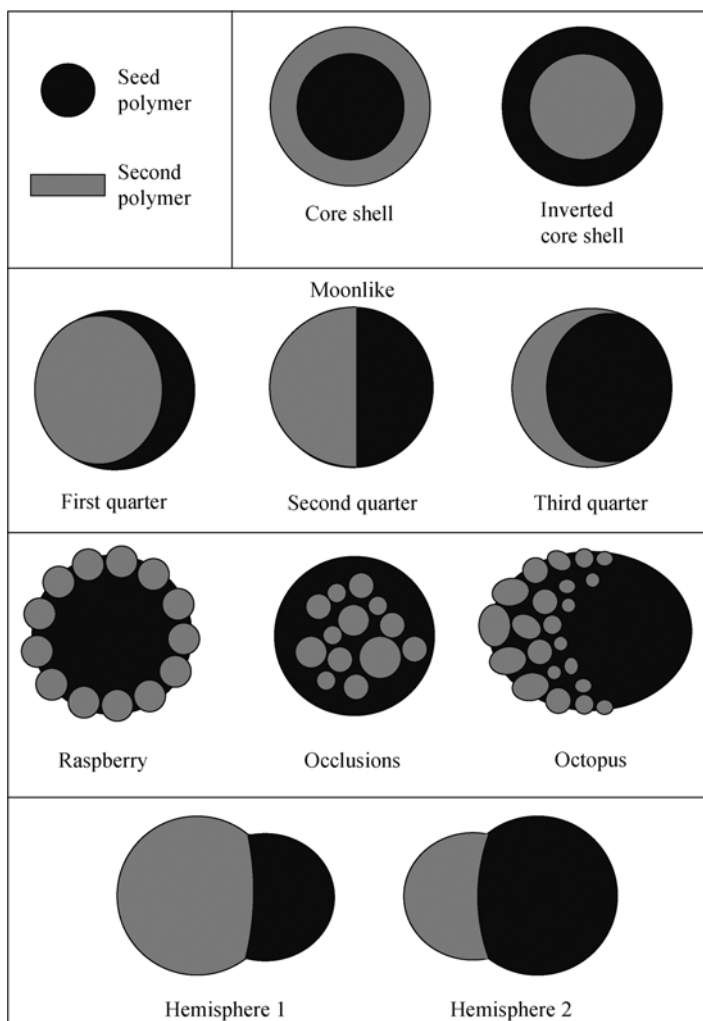 Seed
polymer
Second
polymer
Core shell
Inverted
core shell
Moonlike
First quarter
Second quarter
Third quarter
Raspberry
Occlusions
Octopus
Hemisphere 1
Hemisphere 2